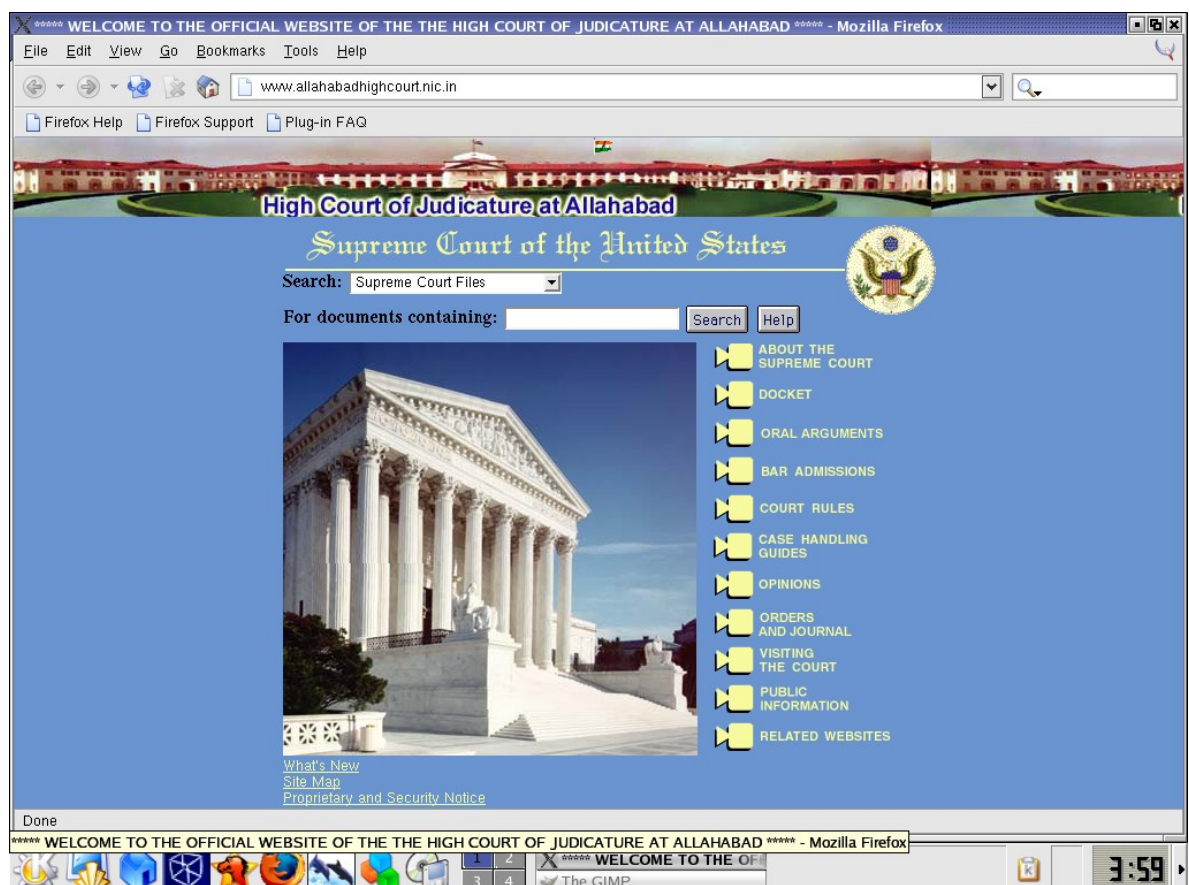 ***** WELCOME TO THE OFFICIAL WEBSITE OF THE THE HIGH COURT OF JUDICATURE AT ALLAHABAD ***** - Mozilla Firefox
File Edit View Go Bookmarks Tools Help
www.allahabadhighcourt.nic.in
Firefox Help Firefox Support Plug-in FAQ
High Court of Judicature at Allahabad
Supreme Court of the United States
Search: Supreme Court Files
For documents containing: Search Help
ABOUT THE
SUPREME COURT
DOCKET
ORAL ARGUMENTS
BAR ADMISSIONS
COURT RULES
CASE HANDLING
GUIDES
OPINIONS
ORDERS
AND JOURNAL
VISITING
THE COURT
PUBLIC
INFORMATION
RELATED WEBSITES
What's New
Site Map
Proprietary and Security Notice
Done
***** WELCOME TO THE OFFICIAL WEBSITE OF THE THE HIGH COURT OF JUDICATURE AT ALLAHABAD ***** - Mozilla Firefox
1 2 ***** WELCOME TO THE OF
3 4 The GIMP
3:59